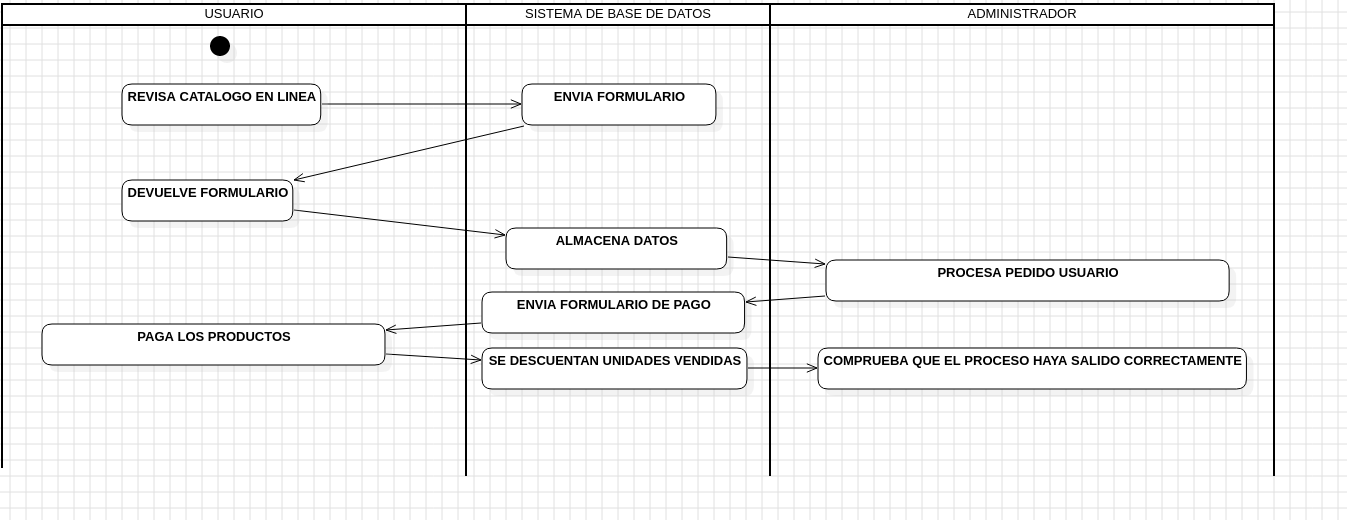 USUARIO
SISTEMA DE BASE DE DATOS
ADMINISTRADOR
REVISA CATALOGO EN LINEA
ENVIA FORMULARIO
DEVUELVE FORMULARIO
ALMACENA DATOS
PROCESA PEDIDO USUARIO
ENVIA FORMULARIO DE PAGO
PAGA LOS PRODUCTOS
SE DESCUENTAN UNIDADES VENDIDAS
COMPRUEBA QUE EL PROCESO HAYA SALIDO CORRECTAMENTE